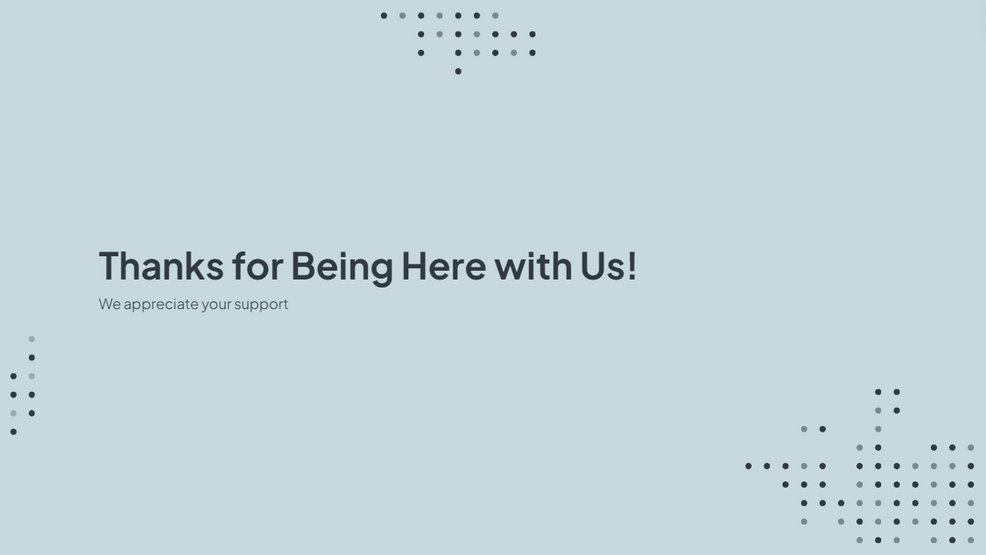 Thanks for Being Here with Us!
We appreciate your support